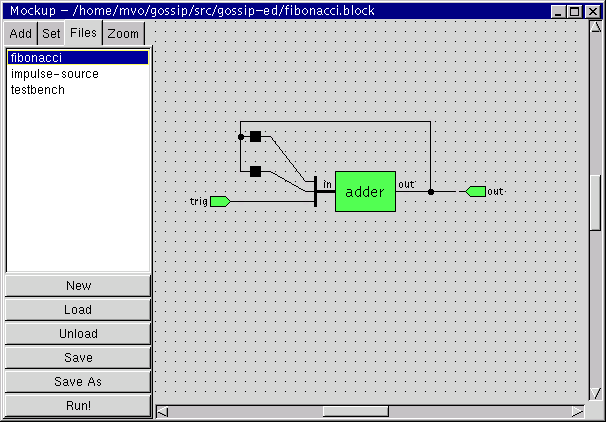 Mockup - /home/mvo/gossip/src/gossip-ed/fibonacci.block
Add Set Files Zoom
fibonacci
impulse-source
testbench
in adder out
trig
out
New
Load
Unload
Save
Save As
Run!